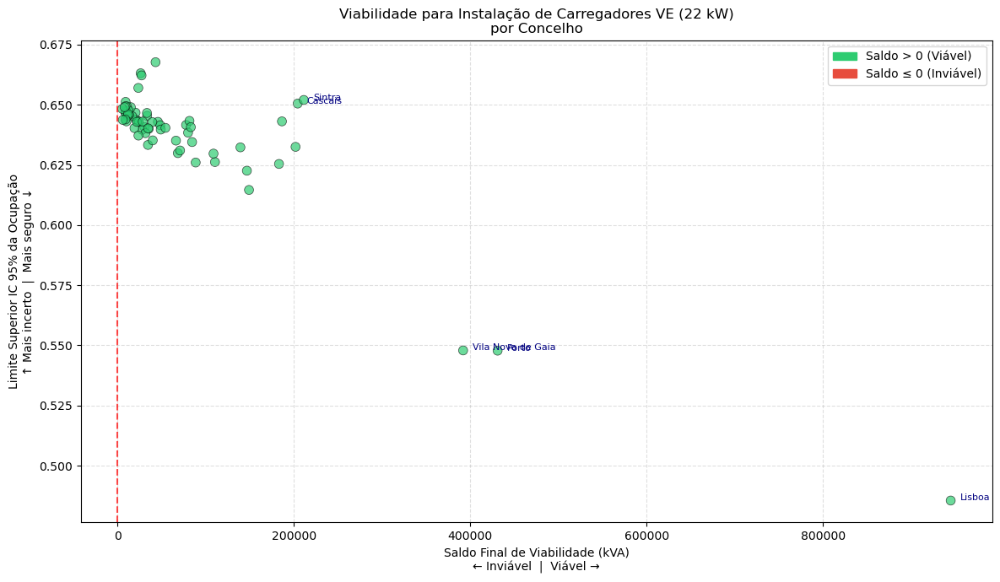 Viabilidade para Instalação de Carregadores VE (22 kW)
por Concelho
Saldo > 0 (Viável)
Saldo ≤ 0 (Inviável)
Limite Superior IC 95% da Ocupação
↑ Mais incerto | Mais seguro ↓
0.675
0.650
0.625
0.600
0.575
0.550
0.525
0.500
Sintra
Cascais
Vila Nova de Gaia
Porto
Lisboa
0
200000
400000
600000
800000
Saldo Final de Viabilidade (kVA)
← Inviável | Viável →